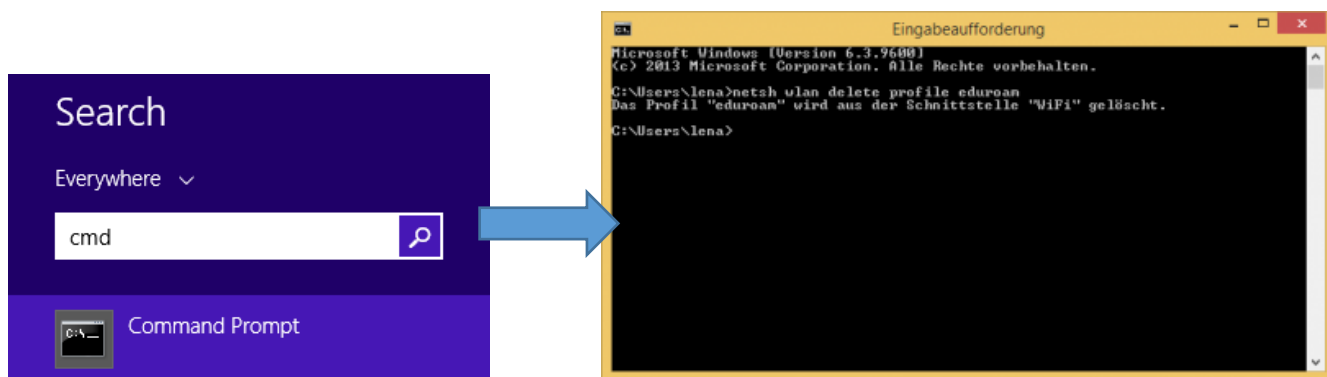 Search
Everywhere
cmd
C:\_
Command Prompt
C:\.
Eingabeaufforderung
Microsoft Windows [Version 6.3.9600]
(c) 2013 Microsoft Corporation. Alle Rechte vorbehalten.
C:\Users\lena>netsh wlan delete profile eduroam
Das Profil "eduroam" wird aus der Schnittstelle "WiFi" gelöscht.
C:\Users\lena>